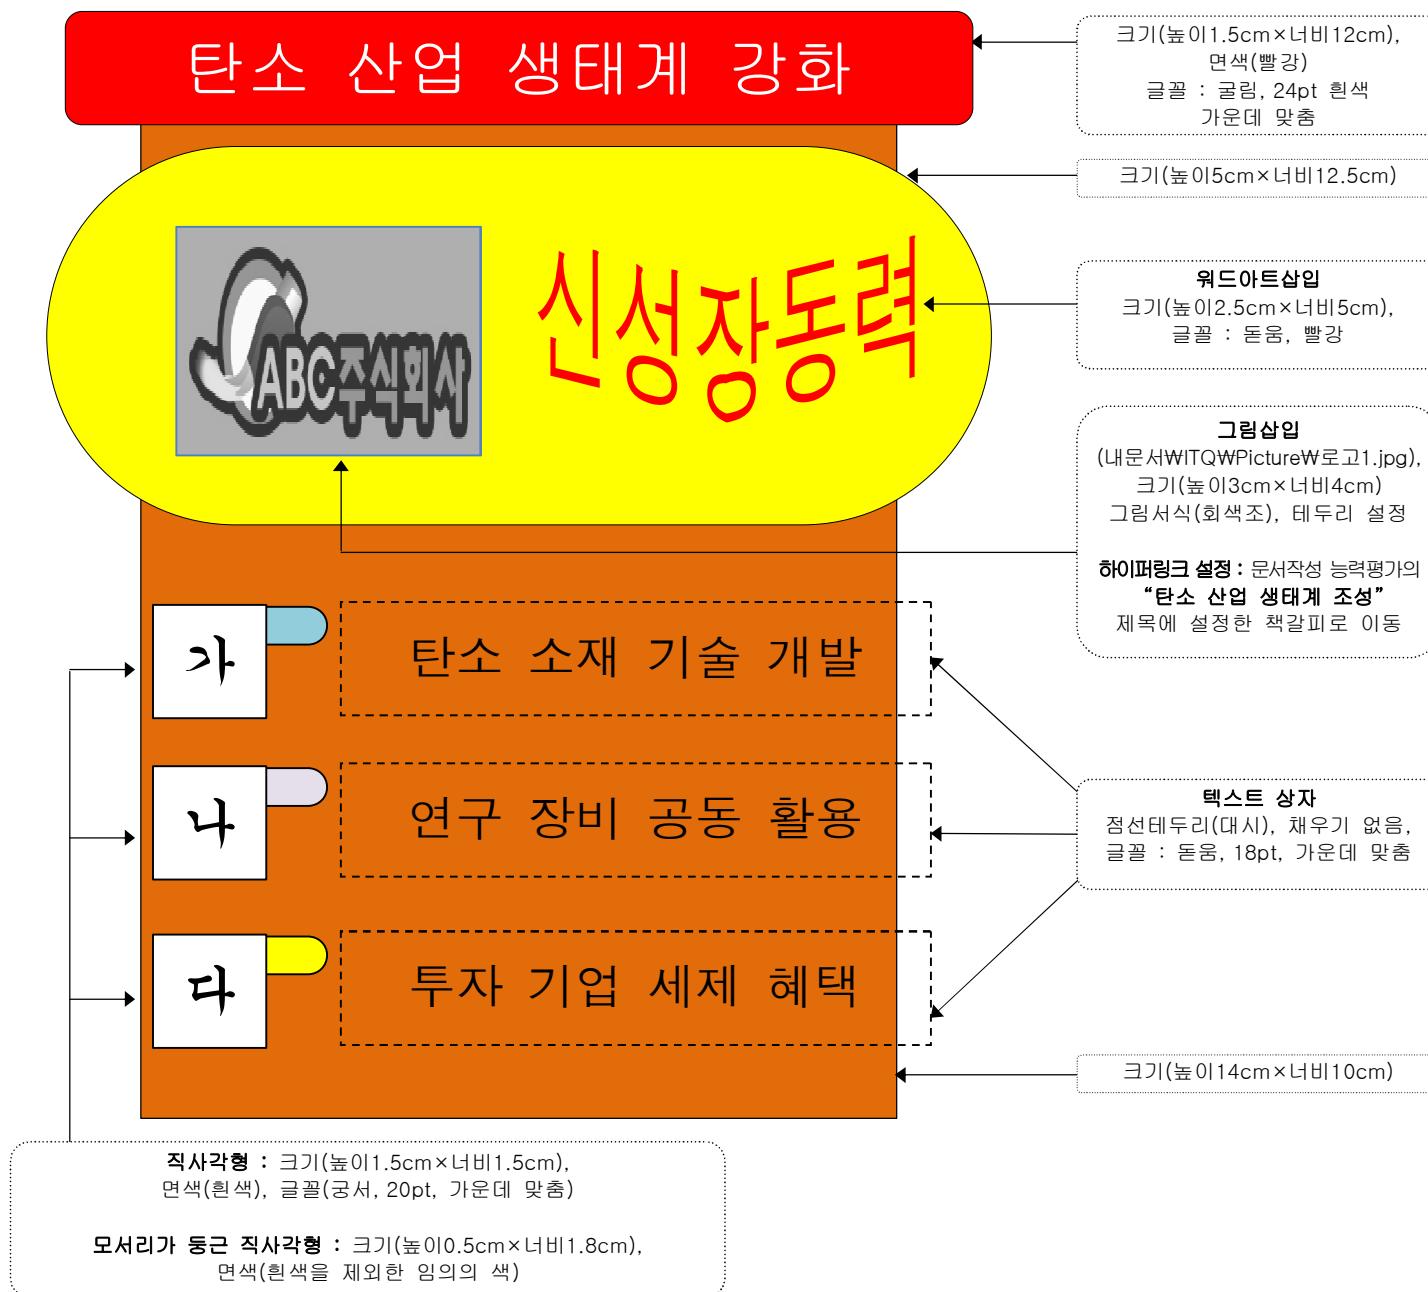 탄소 산업 생태계 강화
크기(높이1.5cm×너비12cm),
면색(빨강)
글꼴 : 굴림, 24pt 흰색
가운데 맞춤
크기(높이5cm×너비12.5cm)
ABC주식회사
신성장동력
워드아트삽입
크기(높이2.5cm×너비5cm),
글꼴 : 돋움, 빨강
그림삽입
(내문서₩ITQ₩Picture₩로고1.jpg),
크기(높이3cm×너비4cm)
그림서식(회색조), 테두리 설정
하이퍼링크 설정 : 문서작성 능력평가의
“탄소 산업 생태계 조성”
제목에 설정한 책갈피로 이동
가
탄소 소재 기술 개발
나
연구 장비 공동 활용
다
투자 기업 세제 혜택
텍스트 상자
점선테두리(대시), 채우기 없음,
글꼴 : 돋움, 18pt, 가운데 맞춤
크기(높이14cm×너비10cm)
직사각형 : 크기(높이1.5cm×너비1.5cm),
면색(흰색), 글꼴(궁서, 20pt, 가운데 맞춤)
모서리가 둥근 직사각형 : 크기(높이0.5cm×너비1.8cm),
면색(흰색을 제외한 임의의 색)